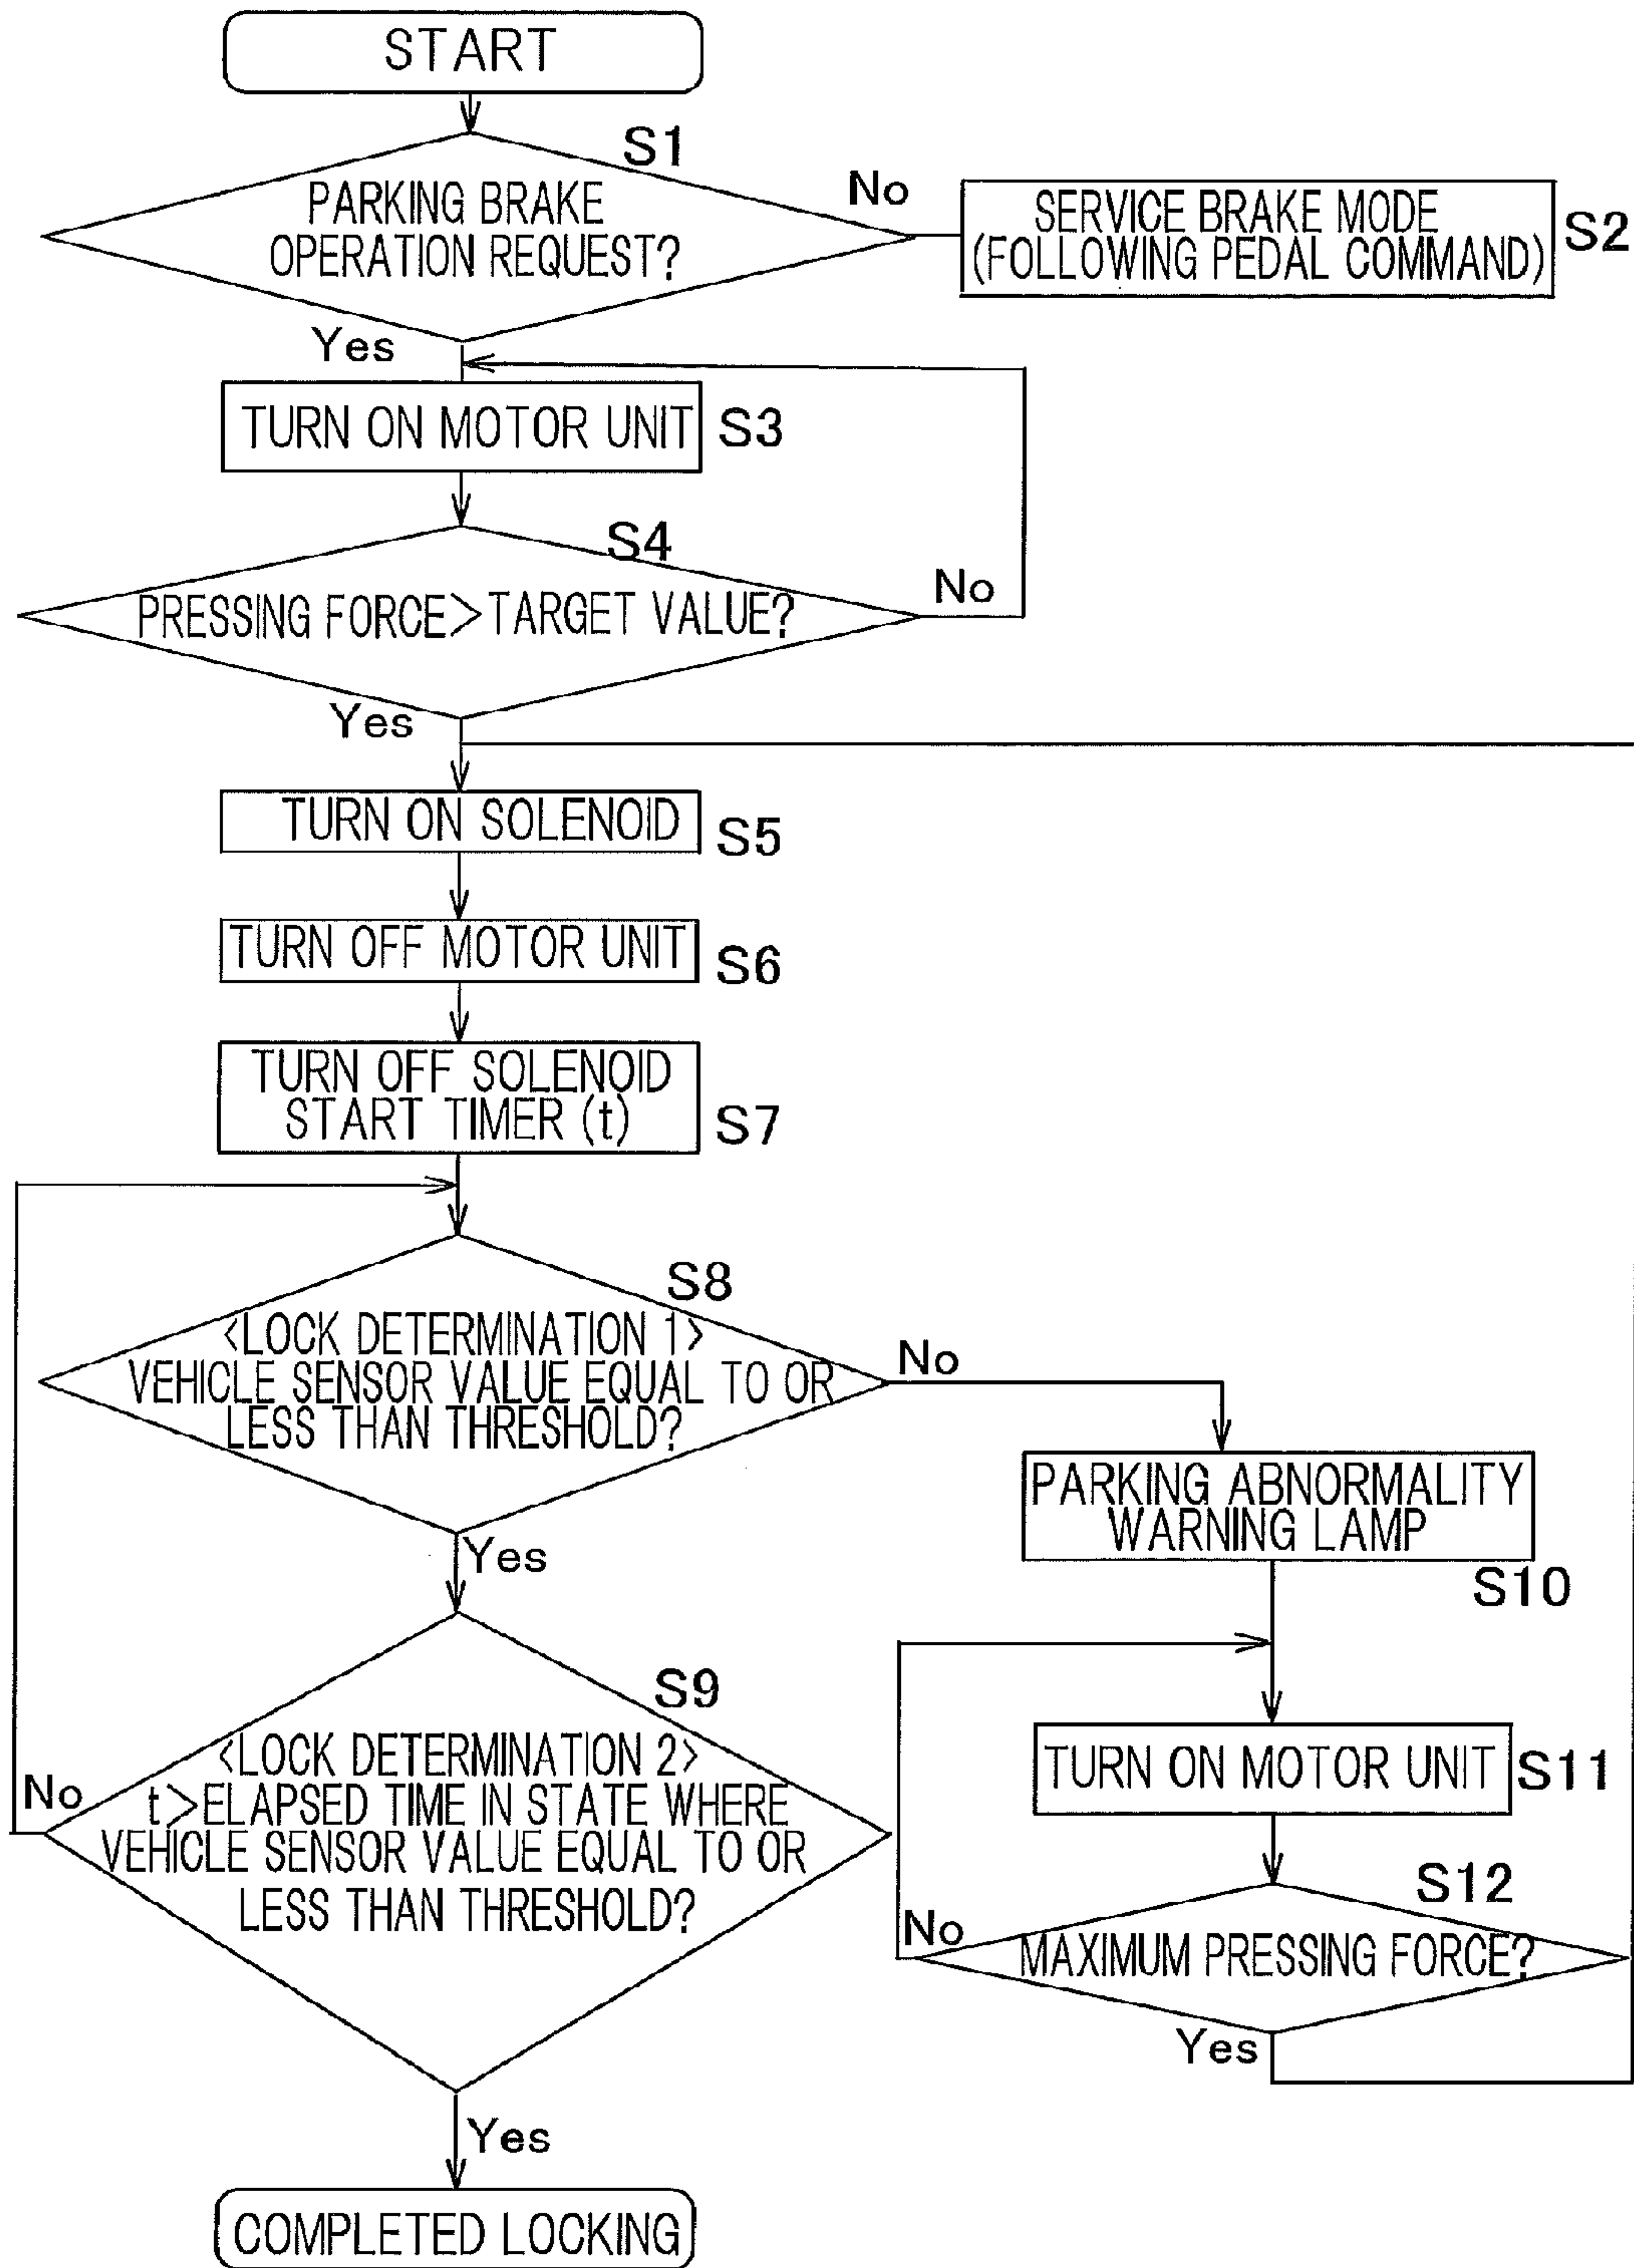 START
S1
PARKING BRAKE
OPERATION REQUEST?
No
SERVICE BRAKE MODE
(FOLLOWING PEDAL COMMAND)
S2
Yes
TURN ON MOTOR UNIT
S3
S4
PRESSING FORCE>TARGET VALUE?
No
Yes
TURN ON SOLENOID
S5
TURN OFF MOTOR UNIT
S6
TURN OFF SOLENOID
START TIMER (t)
S7
S8
<LOCK DETERMINATION 1>
VEHICLE SENSOR VALUE EQUAL TO OR
LESS THAN THRESHOLD?
No
Yes
PARKING ABNORMALITY
WARNING LAMP
S10
S9
<LOCK DETERMINATION 2>
t>ELAPSED TIME IN STATE WHERE
VEHICLE SENSOR VALUE EQUAL TO OR
LESS THAN THRESHOLD?
No
TURN ON MOTOR UNIT
S11
S12
MAXIMUM PRESSING FORCE?
No
Yes
Yes
COMPLETED LOCKING